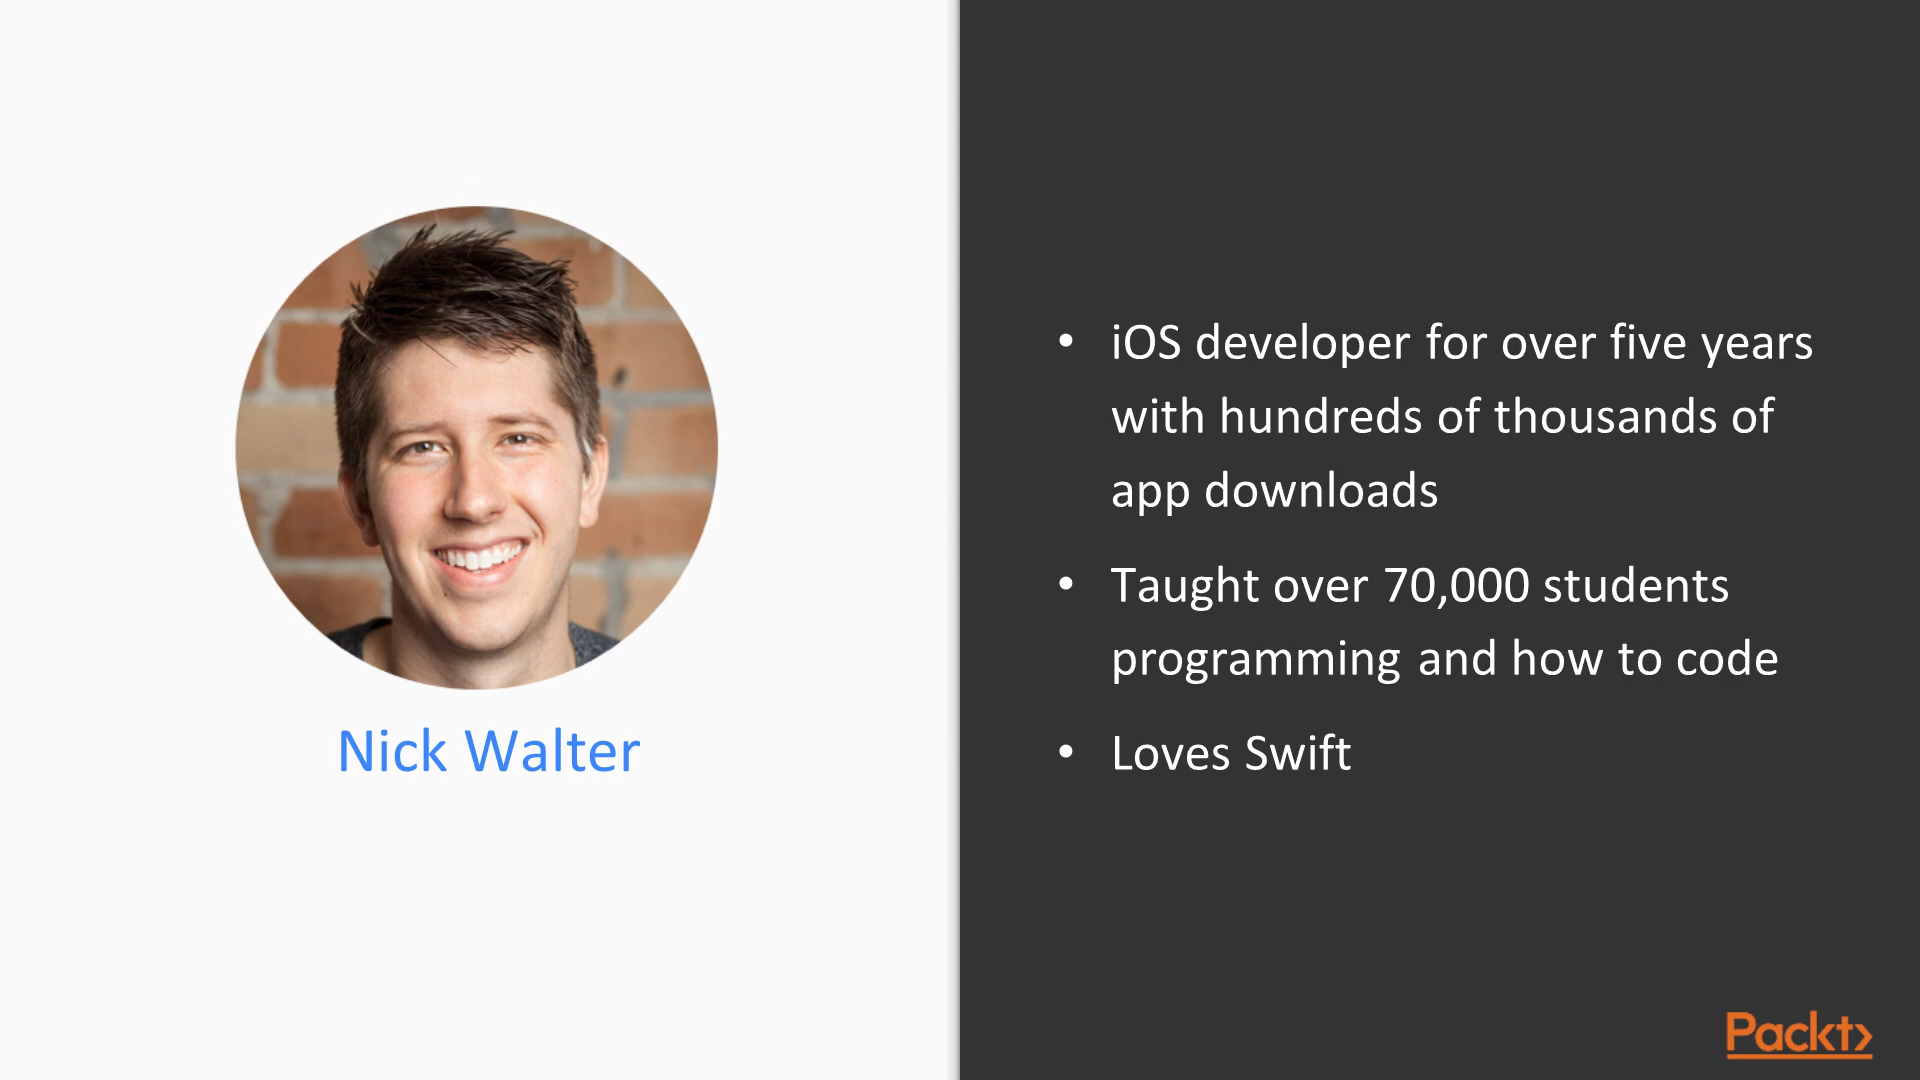 Nick Walter
• iOS developer for over five years
with hundreds of thousands of
app downloads
• Taught over 70,000 students
programming and how to code
• Loves Swift
Packt>